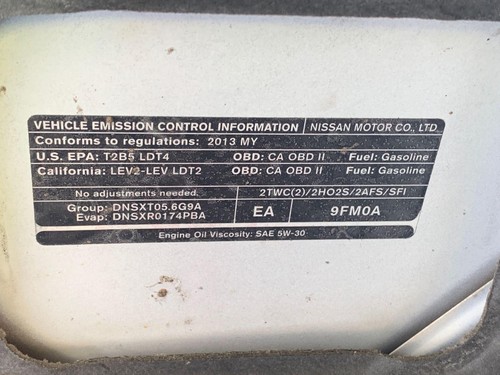 VEHICLE EMISSION CONTROL INFORMATION NISSAN MOTOR CO., LTD.
Conforms to regulations: 2013 MY
U.S. EPA: T2B5 LDT4 OBD: CA OBD II Fuel: Gasoline
California: LEV2-LEV LDT2 OBD: CA OBD II Fuel: Gasoline
No adjustments needed. 2TWC(2)/2HO2S/2AFS/SFI
Group: DNSXT05.6G9A
Evap: DNSXR0174PBA EA 9FM0A
Engine Oil Viscosity: SAE 5W-30